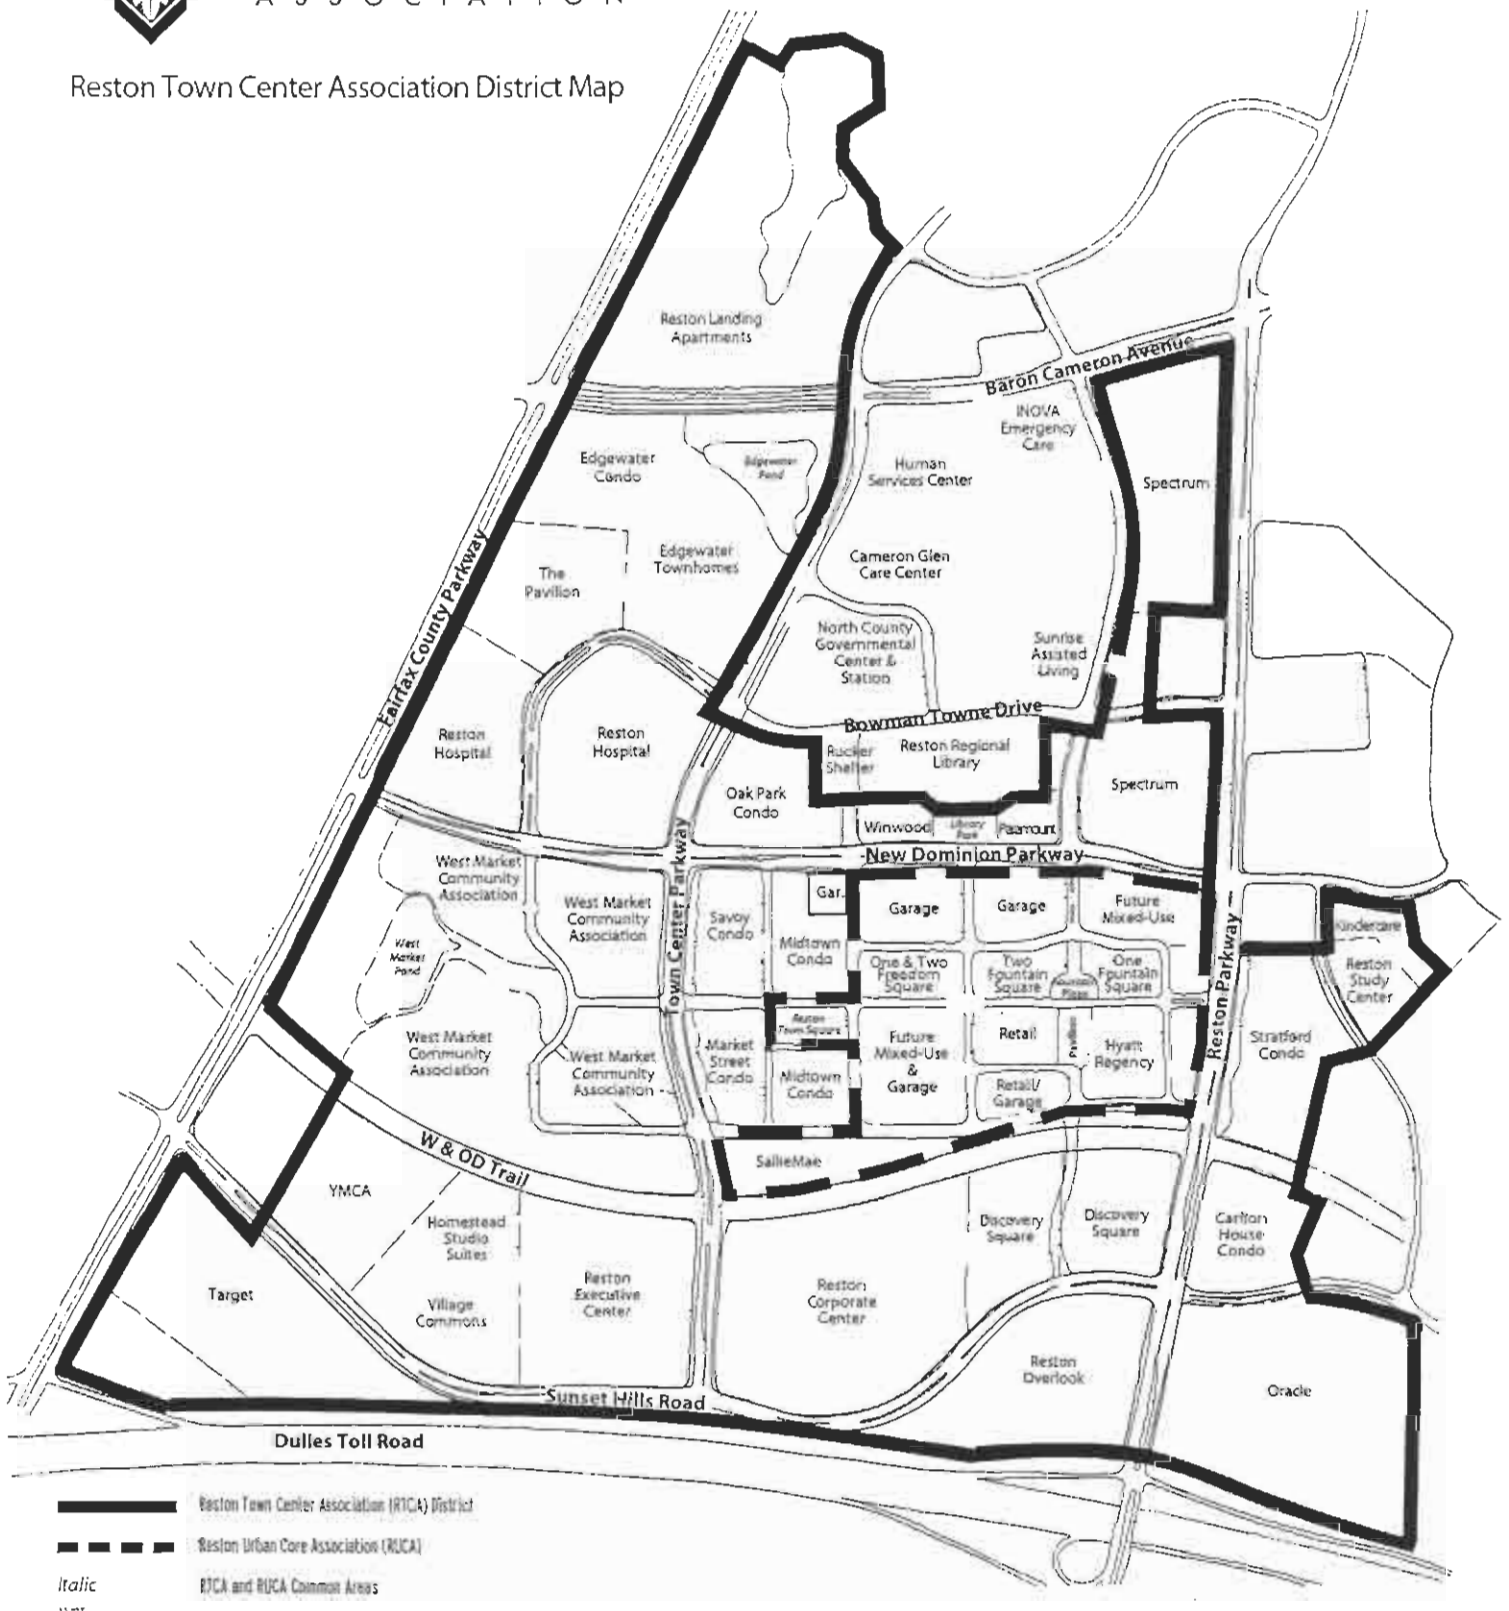 ASSOCIATION
Reston Town Center Association District Map
Reston Landing
Apartments
Baron Cameron Avenue
INOVA
Emergency
Care
Edgewater
Condo
Edgewater
Pond
Human
Services Center
Spectrum
Fairfax County Parkway
The
Pavilion
Edgewater
Townhomes
Cameron Glen
Care Center
North County
Governmental
Center &
Station
Sunrise
Assisted
Living
Bowman Towne Drive
Reston
Hospital
Reston
Hospital
Rucker
Shelter
Reston Regional
Library
Oak Park
Condo
Spectrum
Winwood
Library
Park
Paramount
New Dominion Parkway
Town Center Parkway
West Market
Community
Association
West Market
Community
Association
Savoy
Condo
Gar.
Midtown
Condo
Garage
Garage
Future
Mixed-Use
Reston Parkway
Kindercare
Reston
Study
Center
West
Market
Pond
One & Two
Freedom
Square
Two
Fountain
Square
Fountain
Plaza
One
Fountain
Square
West Market
Community
Association
West Market
Community
Association
Market
Street
Condo
Reston
Town Square
Midtown
Condo
Future
Mixed-Use
&
Garage
Retail
Pavilion
Hyatt
Regency
Retail/
Garage
Stratford
Condo
W & OD Trail
SallieMae
YMCA
Homestead
Studio
Suites
Discovery
Square
Discovery
Square
Carlton
House
Condo
Target
Village
Commons
Reston
Executive
Center
Reston
Corporate
Center
Reston
Overlook
Oracle
Sunset Hills Road
Dulles Toll Road
Reston Town Center Association (RTCA) District
Reston Urban Core Association (RUCA)
Italic
RTCA and RUCA Common Areas